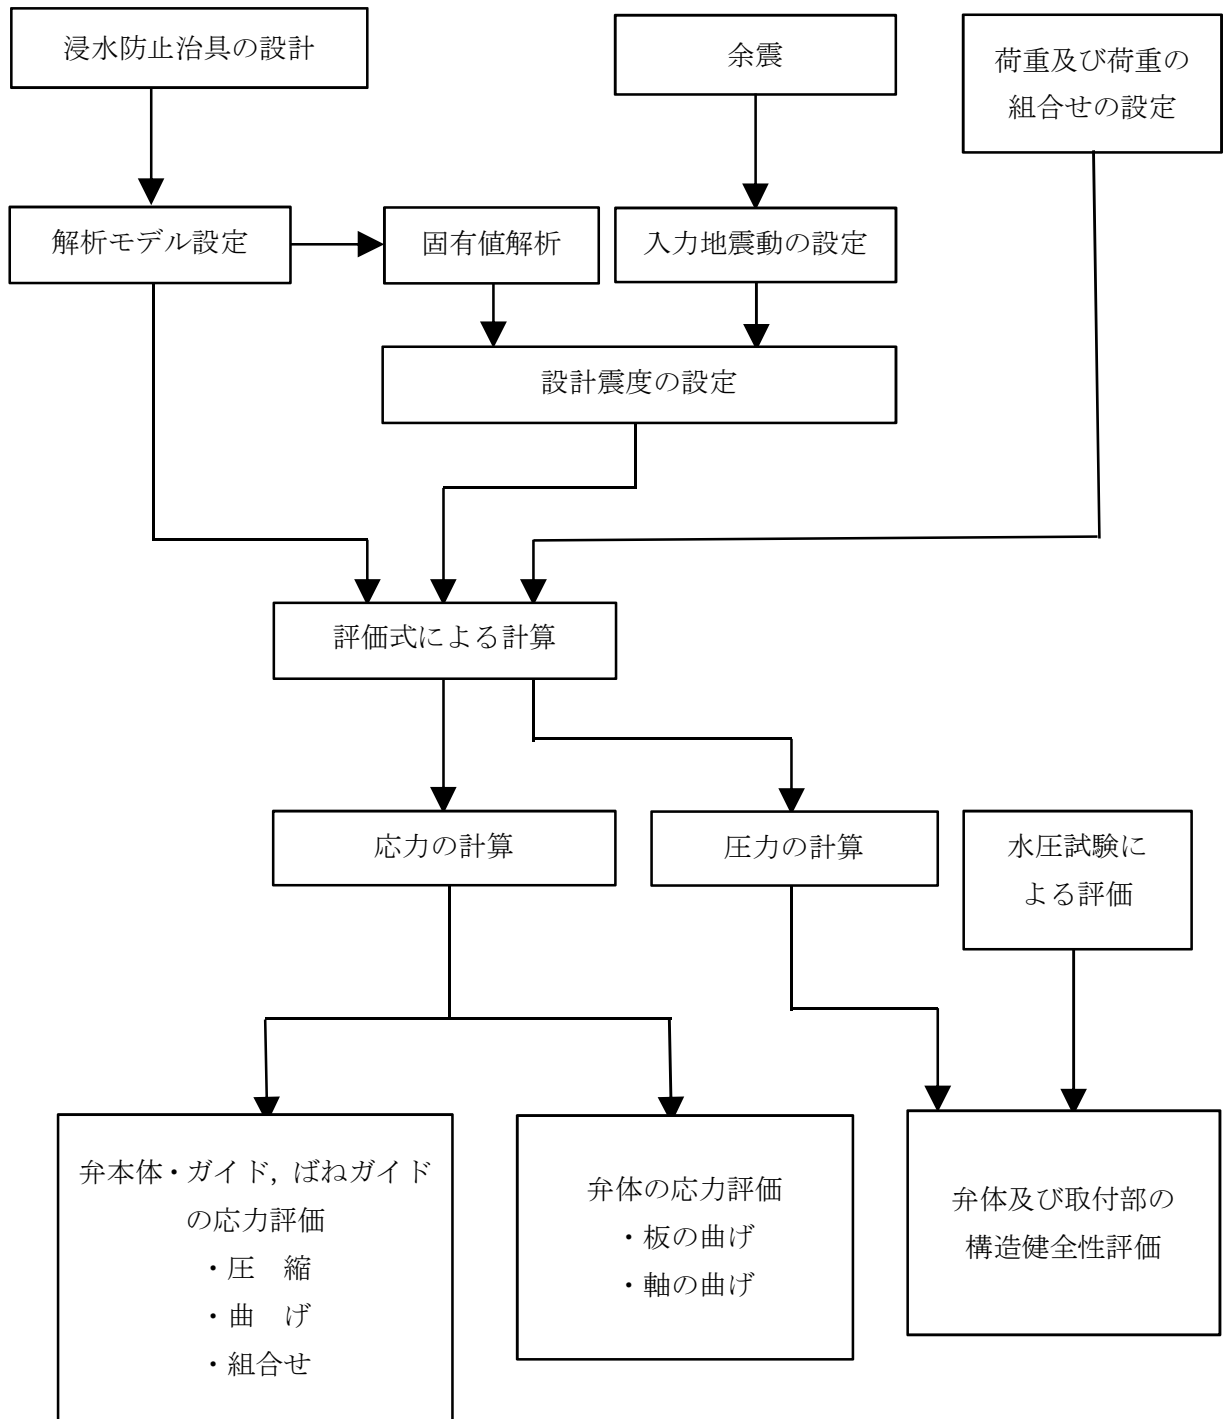 浸水防止治具の設計
余震
荷重及び荷重の
組合せの設定
解析モデル設定
固有値解析
入力地震動の設定
設計震度の設定
評価式による計算
応力の計算
圧力の計算
水圧試験に
よる評価
弁本体・ガイド，ばねガイド
の応力評価
・圧　縮
・曲　げ
・組合せ
弁体の応力評価
・板の曲げ
・軸の曲げ
弁体及び取付部の
構造健全性評価